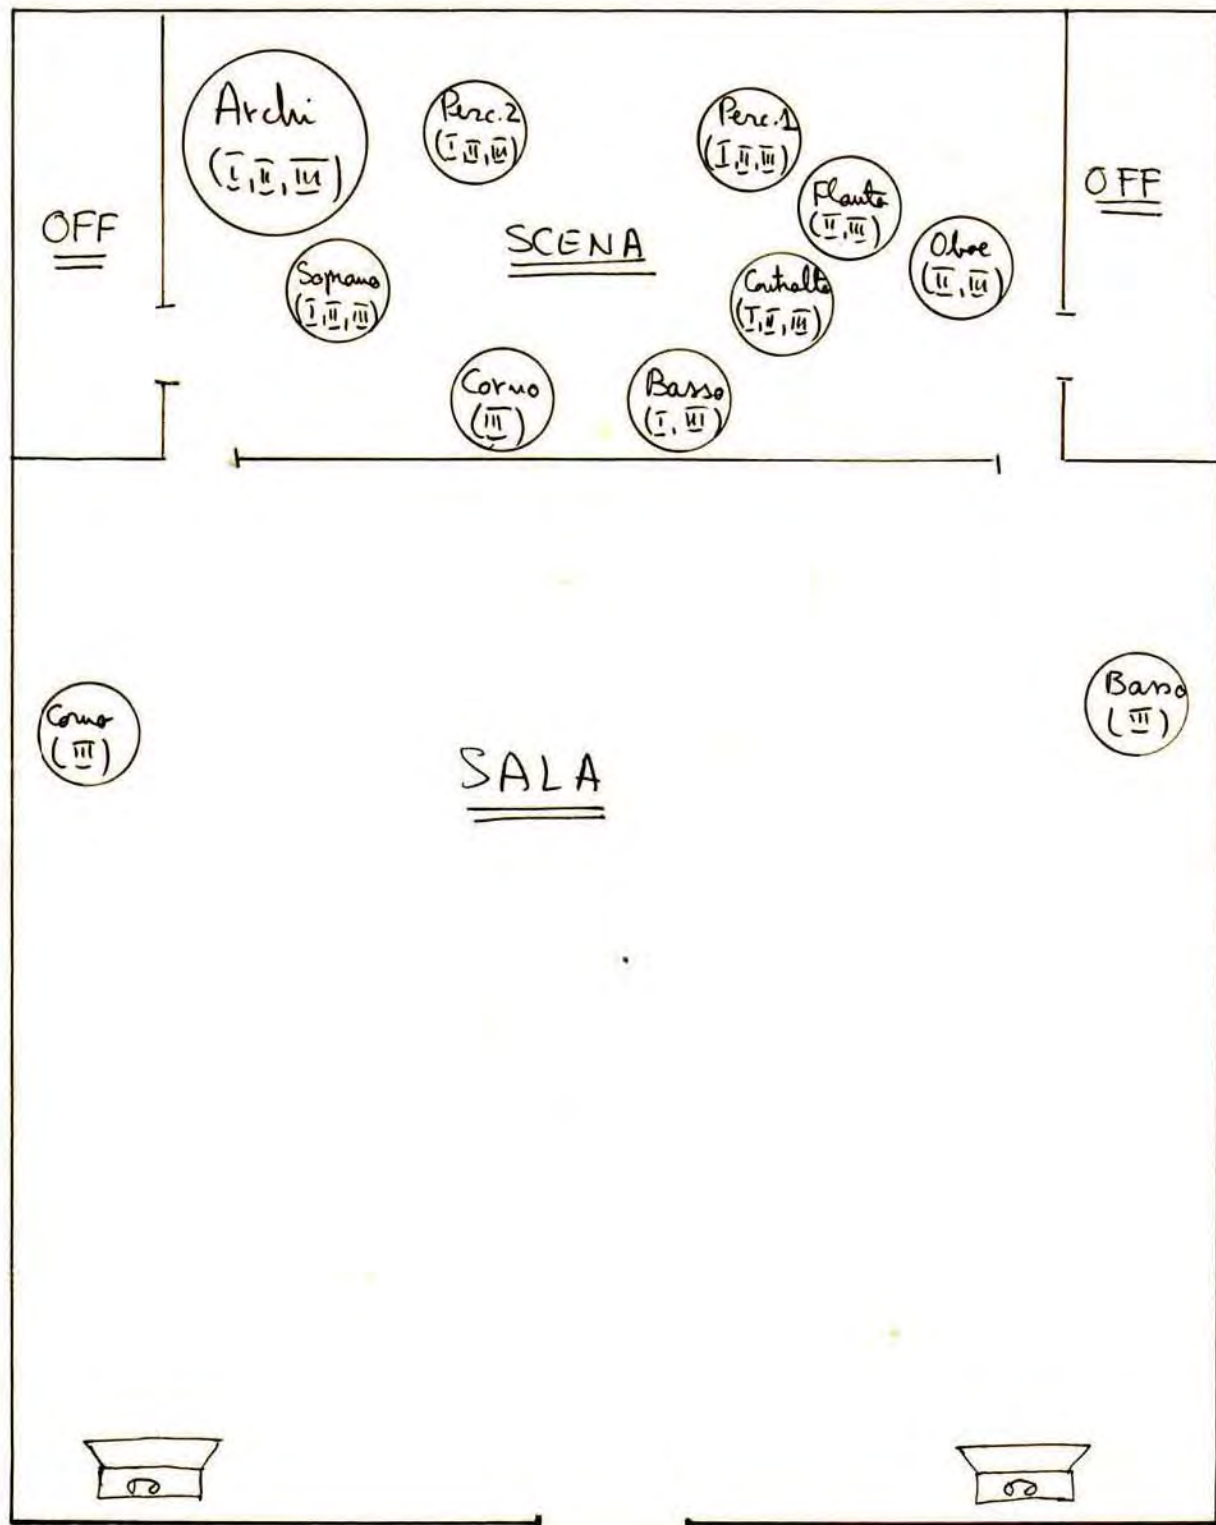 Archi
(I, II, III)
Perc. 2
(I, II, III)
Perc. 1
(I, II, III)
Flauto
(II, III)
Oboe
(II, III)
OFF
OFF
SCENA
Soprano
(I, II, III)
Contralto
(I, II, III)
Corno
(III)
Basso
(I, III)
Corno
(III)
Basso
(III)
SALA